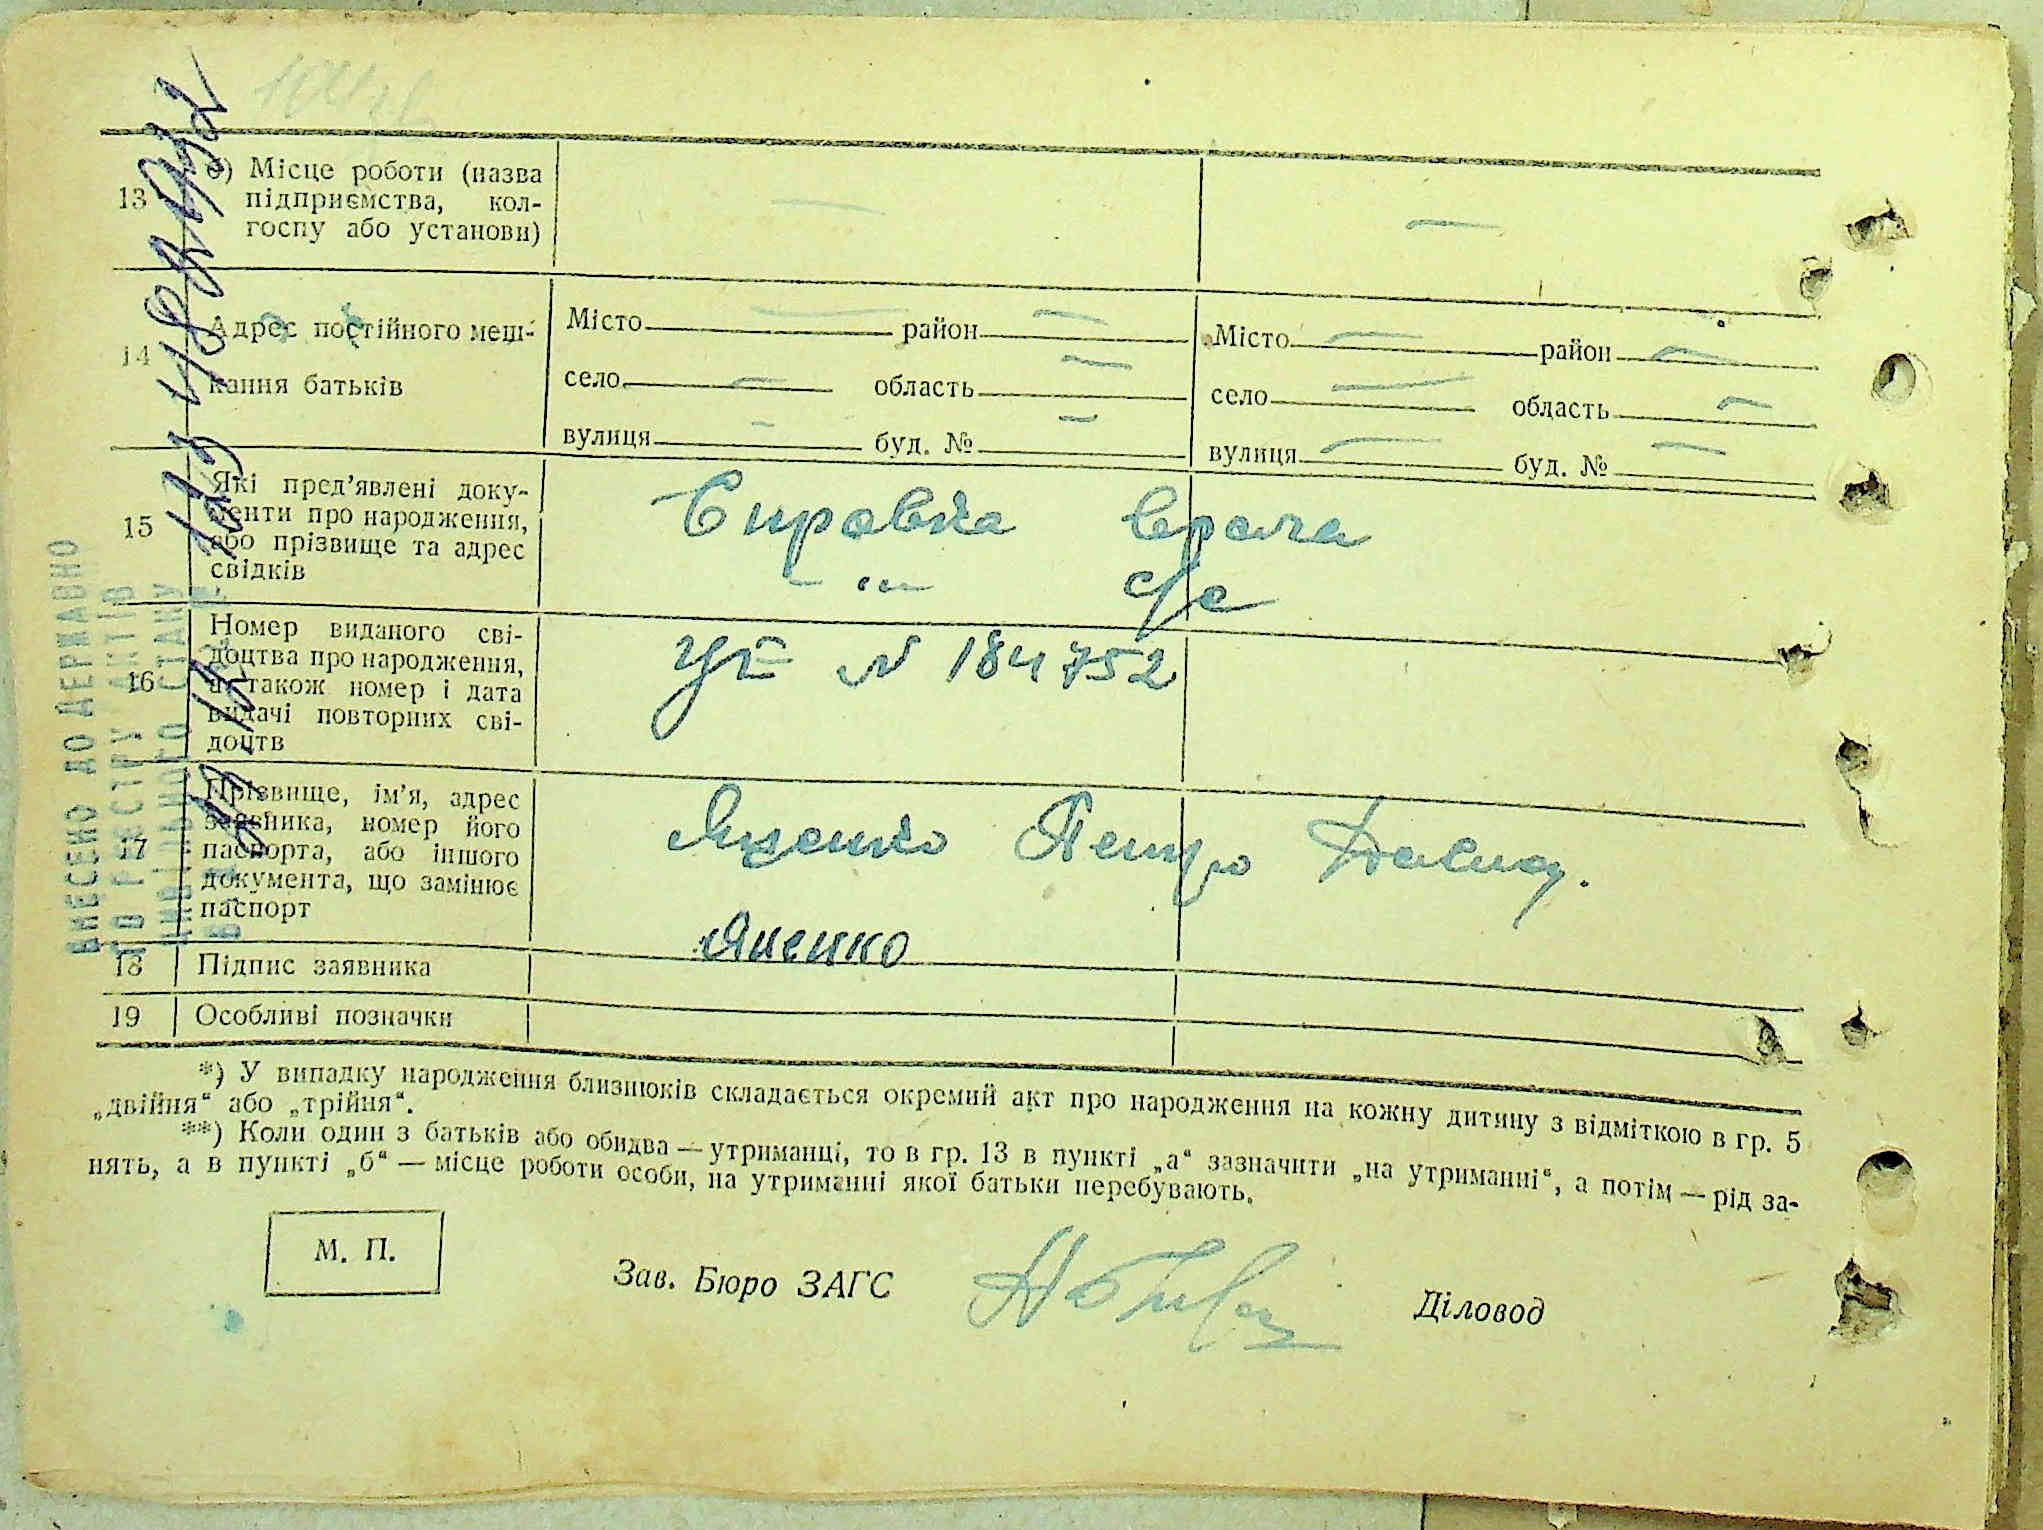 13
б) Місце роботи (назва
підприємства, кол-
госпу або установи)
14
Адрес постійного меш-
кання батьків
Місто район
село область
вулиця буд. №
Місто район
село область
вулиця буд. №
15
Які пред'явлені доку-
менти про народження,
або прізвище та адрес
свідків
Справка врача
— " — с/с
16
Номер виданого сві-
доцтва про народження,
а також номер і дата
видачі повторних сві-
доцтв
№ 184752
17
Прізвище, ім'я, адрес
заявника, номер його
паспорта, або іншого
документа, що замінює
паспорт
Яценко Петро
18
Підпис заявника
Яценко
19
Особливі позначки
*) У випадку народження близнюків складається окремий акт про народження на кожну дитину з відміткою в гр. 5
„двійня“ або „трійня“.
**) Коли один з батьків або обидва — утриманці, то в гр. 13 в пункті „а“ зазначити „на утриманні“, а потім — рід за-
нять, а в пункті „б“ — місце роботи особи, на утриманні якої батьки перебувають.
М. П.
Зав. Бюро ЗАГС
Діловод
ВНЕСЕНО ДО ДЕРЖАВНО
ГО РЕЄСТРУ АКТІВ
ЦИВІЛЬНОГО СТАНУ